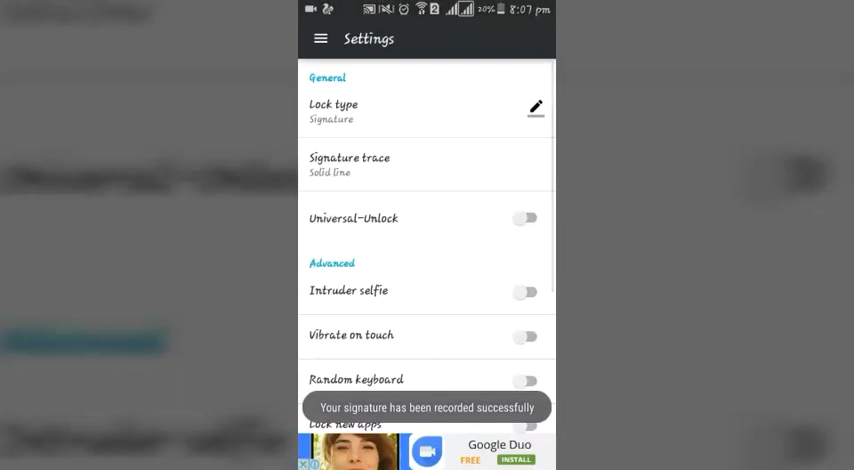 20% 8:07 pm
Settings
General
Lock type
Signature
Signature trace
Solid line
Universal-Unlock
Advanced
Intruder selfie
Vibrate on touch
Random keyboard
Your signature has been recorded successfully
Lock new apps
Google Duo
FREE INSTALL